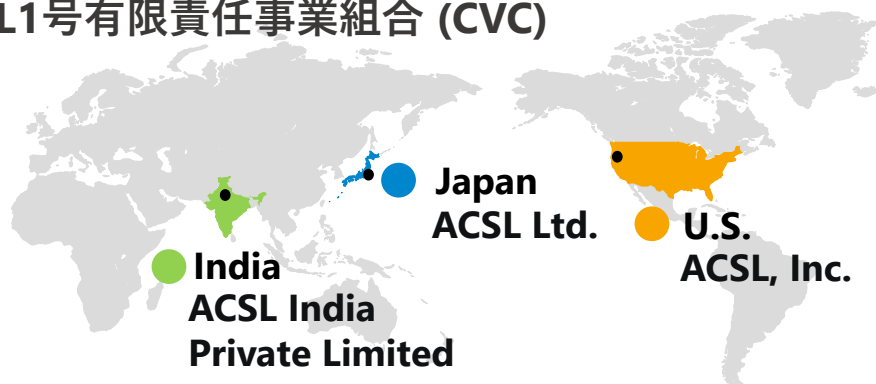 L1号有限責任事業組合 (CVC)
Japan
ACSL Ltd.
U.S.
ACSL, Inc.
India
ACSL India
Private Limited